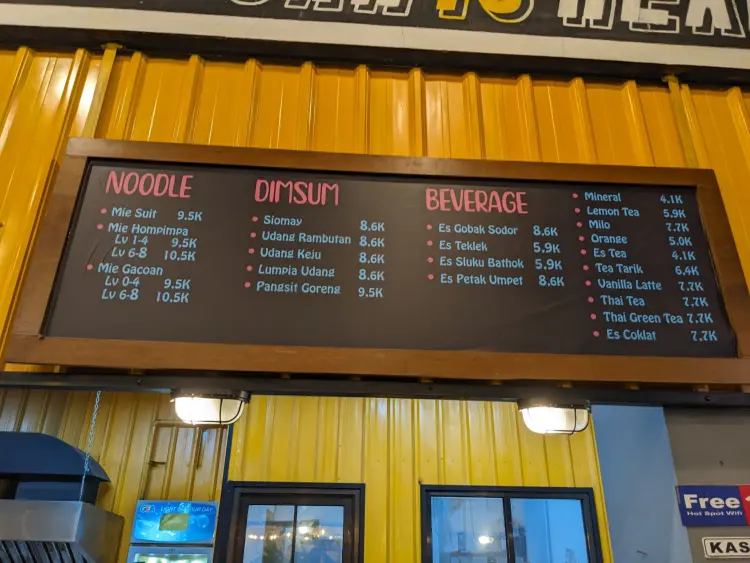 NOODLE
Mie Suit 9.5K
Mie Hompimpa
Lv 1-4 9.5K
Lv 6-8 10.5K
Mie Gacoan
Lv 0-4 9.5K
Lv 6-8 10.5K
DIMSUM
Siomay 8.6K
Udang Rambutan 8.6K
Udang Keju 8.6K
Lumpia Udang 8.6K
Pangsit Goreng 9.5K
BEVERAGE
Es Gobak Sodor 8.6K
Es Teklek 5.9K
Es Sluku Bathok 5.9K
Es Petak Umpet 8.6K
Mineral 4.1K
Lemon Tea 5.9K
Milo 7.7K
Orange 5.0K
Es Tea 4.1K
Tea Tarik 6.4K
Vanilla Latte 7.7K
Thai Tea 7.7K
Thai Green Tea 7.7K
Es Coklat 7.7K
Free
Hot Spot Wifi
KAS